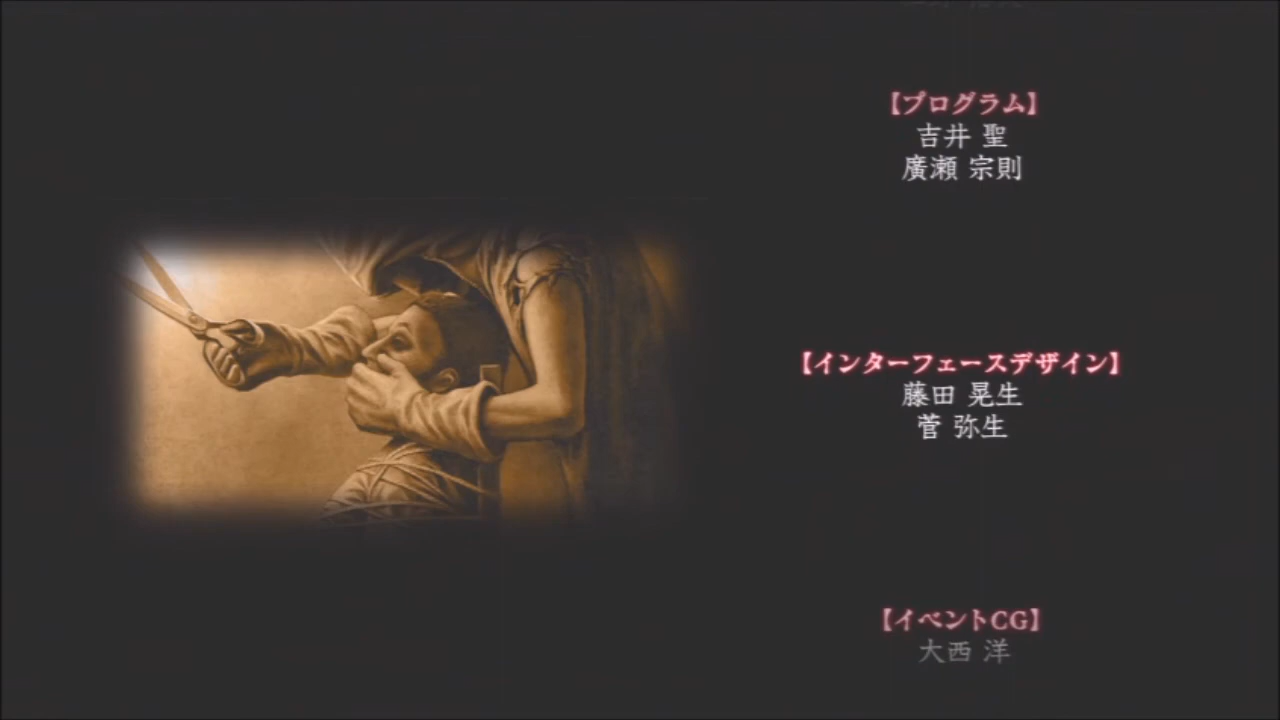 【プログラム】
吉井 聖
廣瀬 宗則
【インターフェースデザイン】
藤田 晃生
菅 弥生
【イベントCG】
大西 洋